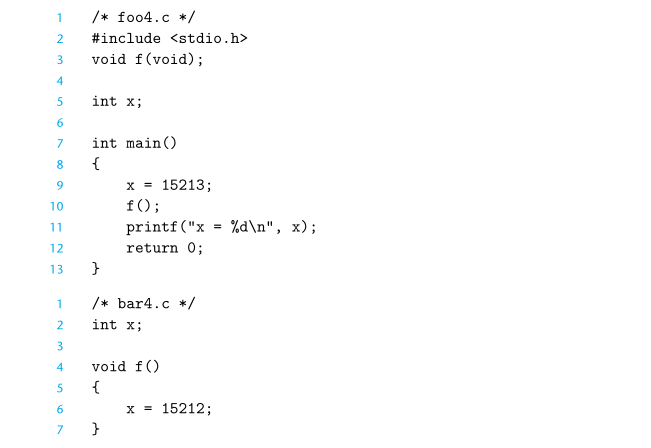 1 /* foo4.c */
2 #include <stdio.h>
3 void f(void);
4
5 int x;
6
7 int main()
8 {
9     x = 15213;
10     f();
11     printf("x = %d\n", x);
12     return 0;
13 }
1 /* bar4.c */
2 int x;
3
4 void f()
5 {
6     x = 15212;
7 }